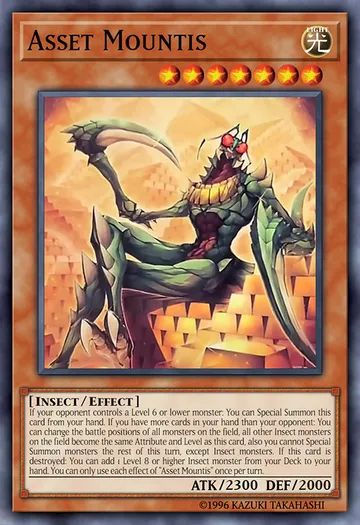 ASSET MOUNTIS
LIGHT
光
[INSECT/EFFECT]
If your opponent controls a Level 6 or lower monster: You can Special Summon this
card from your hand. If you have more cards in your hand than your opponent: You
can change the battle positions of all monsters on the field, all other Insect monsters
on the field become the same Attribute and Level as this card, also you cannot Special
Summon monsters the rest of this turn, except Insect monsters. If this card is
destroyed: You can add 1 Level 8 or higher Insect monster from your Deck to your
hand. You can only use each effect of "Asset Mountis" once per turn.
ATK/2300 DEF/2000
©1996 KAZUKI TAKAHASHI